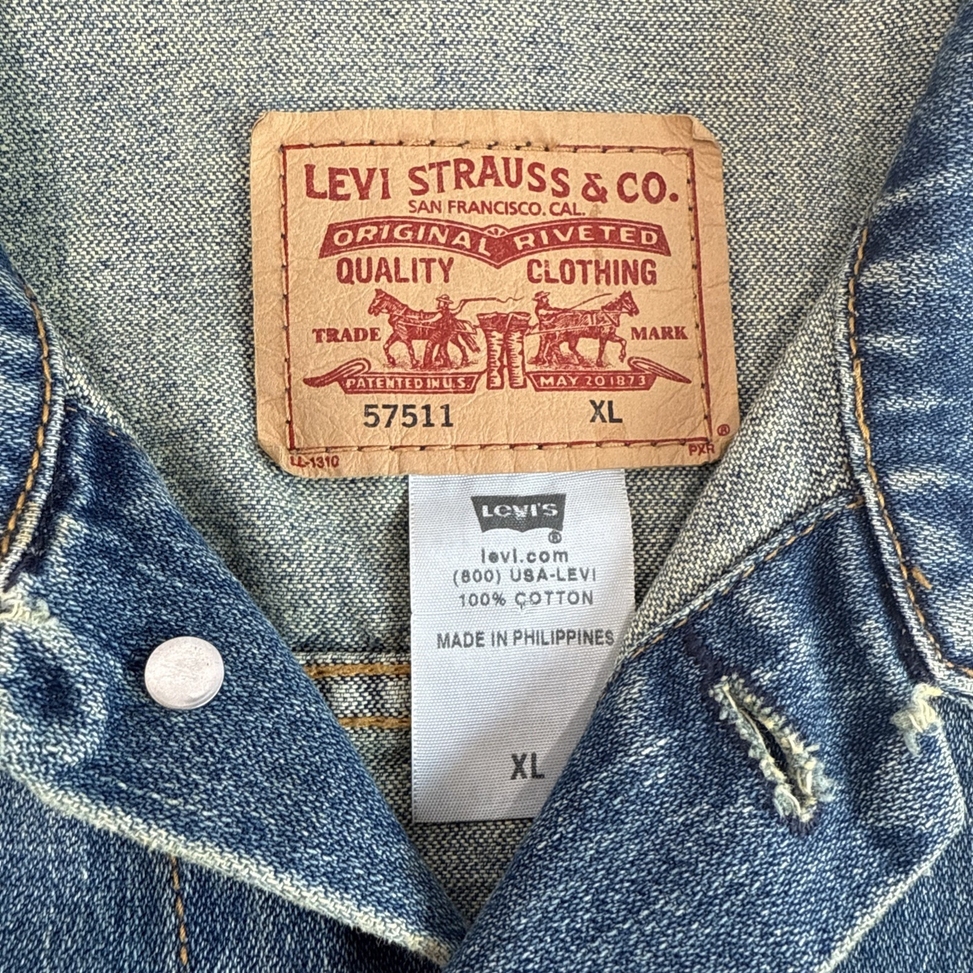 LEVI STRAUSS & CO.
SAN FRANCISCO. CAL.
ORIGINAL RIVETED
QUALITY CLOTHING
TRADE MARK
PATENTED IN U.S. MAY 20 1873
57511 XL
®
LL-1310 PXR
LEVI'S
®
levi.com
(800) USA-LEVI
100% COTTON
MADE IN PHILIPPINES
XL